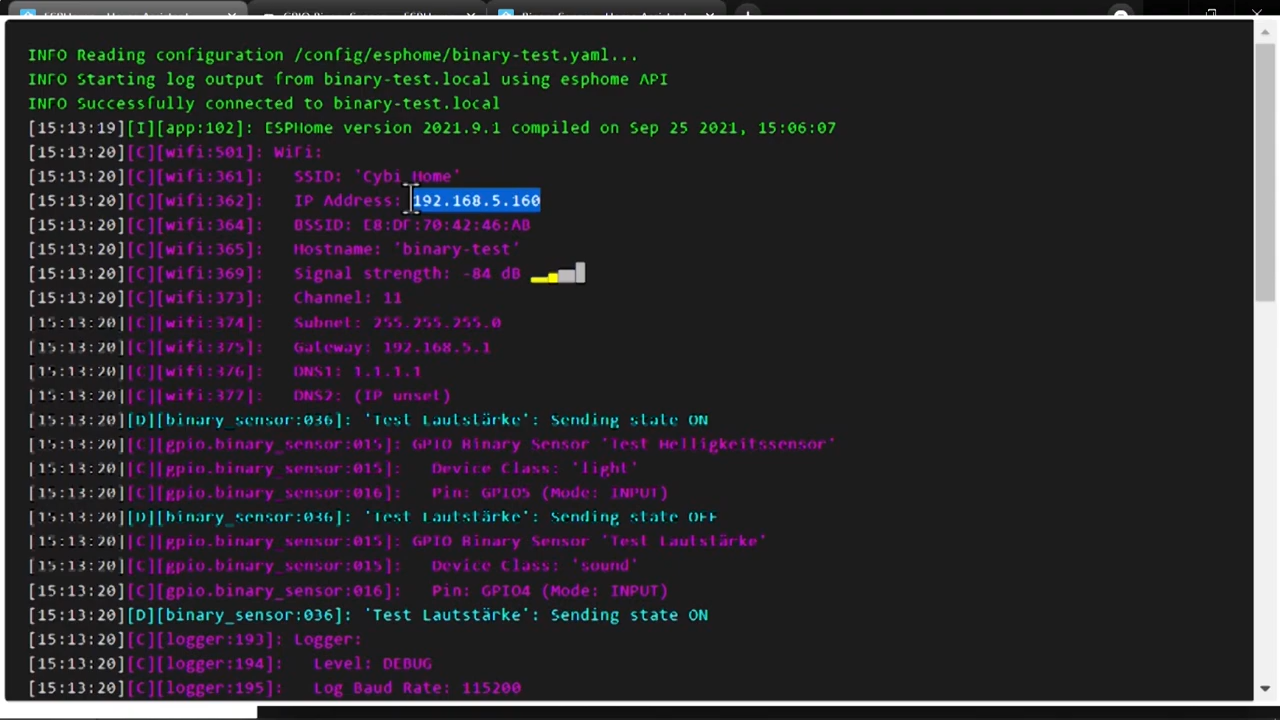 INFO Reading configuration /config/esphome/binary-test.yaml...
INFO Starting log output from binary-test.local using esphome API
INFO Successfully connected to binary-test.local
[15:13:19][I][app:102]: ESPHome version 2021.9.1 compiled on Sep 25 2021, 15:06:07
[15:13:20][C][wifi:501]: WiFi:
[15:13:20][C][wifi:361]:   SSID: 'Cybi Home'
[15:13:20][C][wifi:362]:   IP Address: 192.168.5.160
[15:13:20][C][wifi:364]:   BSSID: E8:DF:70:42:46:AB
[15:13:20][C][wifi:365]:   Hostname: 'binary-test'
[15:13:20][C][wifi:369]:   Signal strength: -84 dB
[15:13:20][C][wifi:373]:   Channel: 11
[15:13:20][C][wifi:374]:   Subnet: 255.255.255.0
[15:13:20][C][wifi:375]:   Gateway: 192.168.5.1
[15:13:20][C][wifi:376]:   DNS1: 1.1.1.1
[15:13:20][C][wifi:377]:   DNS2: (IP unset)
[15:13:20][D][binary_sensor:036]: 'Test Lautstärke': Sending state ON
[15:13:20][C][gpio.binary_sensor:015]: GPIO Binary Sensor 'Test Helligkeitssensor'
[15:13:20][C][gpio.binary_sensor:015]:   Device Class: 'light'
[15:13:20][C][gpio.binary_sensor:016]:   Pin: GPIO5 (Mode: INPUT)
[15:13:20][D][binary_sensor:036]: 'Test Lautstärke': Sending state OFF
[15:13:20][C][gpio.binary_sensor:015]: GPIO Binary Sensor 'Test Lautstärke'
[15:13:20][C][gpio.binary_sensor:015]:   Device Class: 'sound'
[15:13:20][C][gpio.binary_sensor:016]:   Pin: GPIO4 (Mode: INPUT)
[15:13:20][D][binary_sensor:036]: 'Test Lautstärke': Sending state ON
[15:13:20][C][logger:193]: Logger:
[15:13:20][C][logger:194]:   Level: DEBUG
[15:13:20][C][logger:195]:   Log Baud Rate: 115200